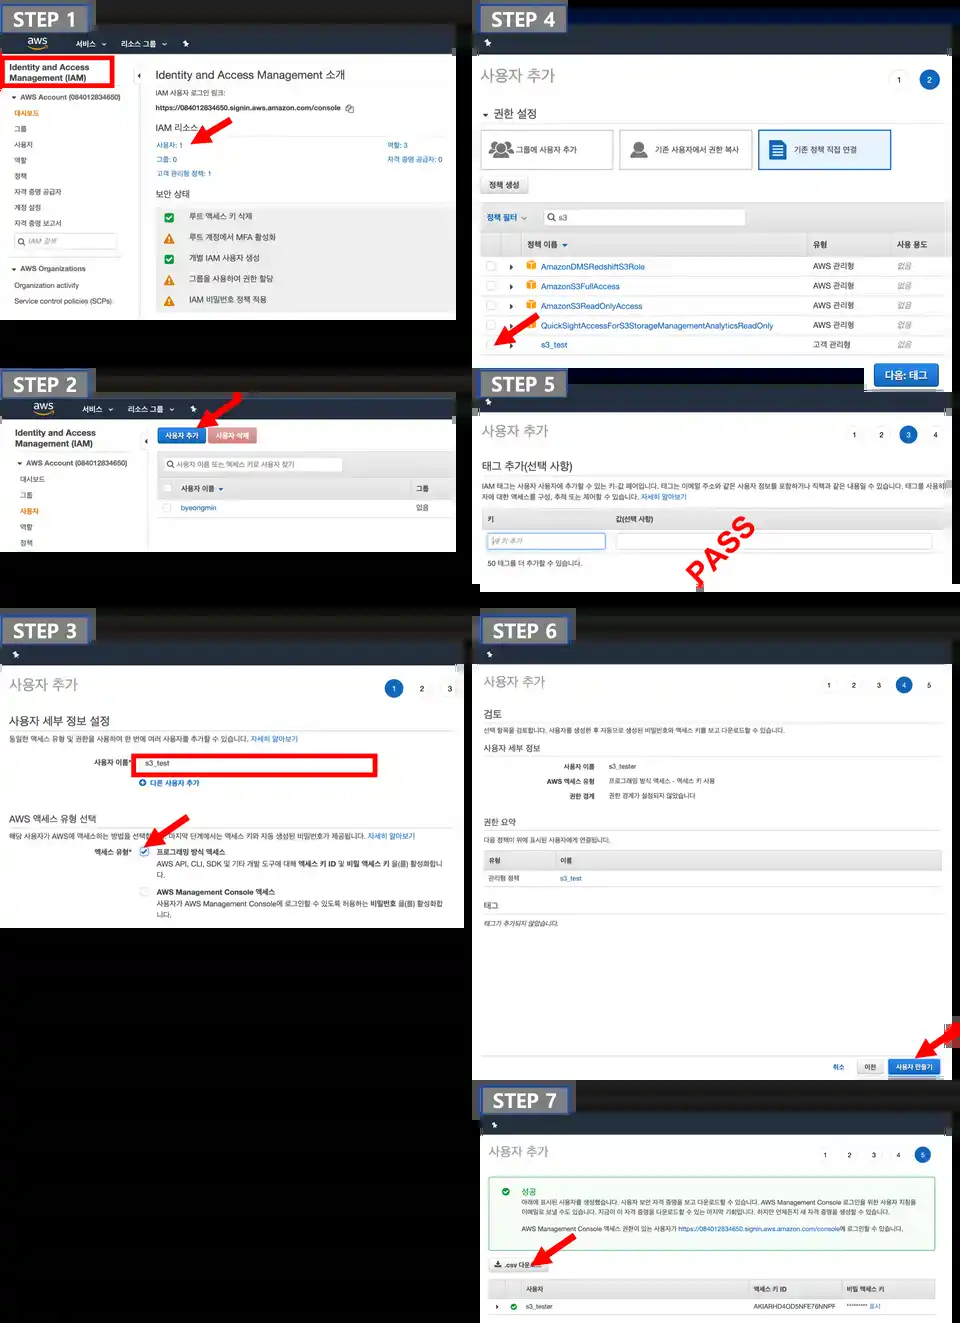 STEP 1
aws
서비스
리소스 그룹
Identity and Access
Management (IAM)
AWS Account (084012834650)
대시보드
그룹
사용자
역할
정책
자격 증명 공급자
계정 설정
자격 증명 보고서
IAM 검색
AWS Organizations
Organization activity
Service control policies (SCPs)
Identity and Access Management 소개
IAM 사용자 로그인 링크:
https://084012834650.signin.aws.amazon.com/console
IAM 리소스
사용자: 1
역할: 3
그룹: 0
자격 증명 공급자: 0
고객 관리형 정책: 1
보안 상태
루트 액세스 키 삭제
루트 계정에서 MFA 활성화
개별 IAM 사용자 생성
그룹을 사용하여 권한 할당
IAM 비밀번호 정책 적용
STEP 2
aws
서비스
리소스 그룹
Identity and Access
Management (IAM)
AWS Account (084012834650)
대시보드
그룹
사용자
역할
정책
사용자 추가
사용자 삭제
사용자 이름 또는 액세스 키로 사용자 찾기
사용자 이름
그룹
byeongmin
없음
STEP 3
사용자 추가
1 2 3
사용자 세부 정보 설정
동일한 액세스 유형 및 권한을 사용하여 한 번에 여러 사용자를 추가할 수 있습니다. 자세히 알아보기
사용자 이름*
s3_test
다른 사용자 추가
AWS 액세스 유형 선택
해당 사용자가 AWS에 액세스하는 방법을 선택합 마지막 단계에서는 액세스 키와 자동 생성된 비밀번호가 제공됩니다. 자세히 알아보기
액세스 유형*
프로그래밍 방식 액세스
AWS API, CLI, SDK 및 기타 개발 도구에 대해 액세스 키 ID 및 비밀 액세스 키 을(를) 활성화합니
다.
AWS Management Console 액세스
사용자가 AWS Management Console에 로그인할 수 있도록 허용하는 비밀번호 을(를) 활성화합
니다.
STEP 4
사용자 추가
1 2
권한 설정
그룹에 사용자 추가
기존 사용자에서 권한 복사
기존 정책 직접 연결
정책 생성
정책 필터
s3
정책 이름
유형
사용 용도
AmazonDMSRedshiftS3Role
AWS 관리형
없음
AmazonS3FullAccess
AWS 관리형
없음
AmazonS3ReadOnlyAccess
AWS 관리형
없음
QuickSightAccessForS3StorageManagementAnalyticsReadOnly
AWS 관리형
없음
s3_test
고객 관리형
없음
다음: 태그
STEP 5
사용자 추가
1 2 3 4
태그 추가(선택 사항)
IAM 태그는 사용자 사용자에 추가할 수 있는 키-값 페어입니다. 태그는 이메일 주소와 같은 사용자 정보를 포함하거나 직책과 같은 내용일 수 있습니다. 태그를 사용하
자에 대한 액세스를 구성, 추적 또는 제어할 수 있습니다. 자세히 알아보기
키
값(선택 사항)
새 키 추가
50 태그를 더 추가할 수 있습니다.
PASS
STEP 6
사용자 추가
1 2 3 4 5
검토
선택 항목을 검토합니다. 사용자를 생성한 후 자동으로 생성된 비밀번호와 액세스 키를 보고 다운로드할 수 있습니다.
사용자 세부 정보
사용자 이름
s3_tester
AWS 액세스 유형
프로그래밍 방식 액세스 - 액세스 키 사용
권한 경계
권한 경계가 설정되지 않았습니다
권한 요약
다음 정책이 위에 표시된 사용자에게 연결됩니다.
유형
이름
관리형 정책
s3_test
태그
태그가 추가되지 않았습니다.
취소
이전
사용자 만들기
STEP 7
사용자 추가
1 2 3 4 5
성공
아래에 표시된 사용자를 생성했습니다. 사용자 보안 자격 증명을 보고 다운로드할 수 있습니다. AWS Management Console 로그인을 위한 사용자 지침을
이메일로 보낼 수도 있습니다. 지금이 이 자격 증명을 다운로드할 수 있는 마지막 기회입니다. 하지만 언제든지 새 자격 증명을 생성할 수 있습니다.
AWS Management Console 액세스 권한이 있는 사용자가 https://084012834650.signin.aws.amazon.com/console에 로그인할 수 있습니다.
.csv 다운로드
사용자
액세스 키 ID
비밀 액세스 키
s3_tester
AKIARHD4OD5NFE76NNPF
********* 표시